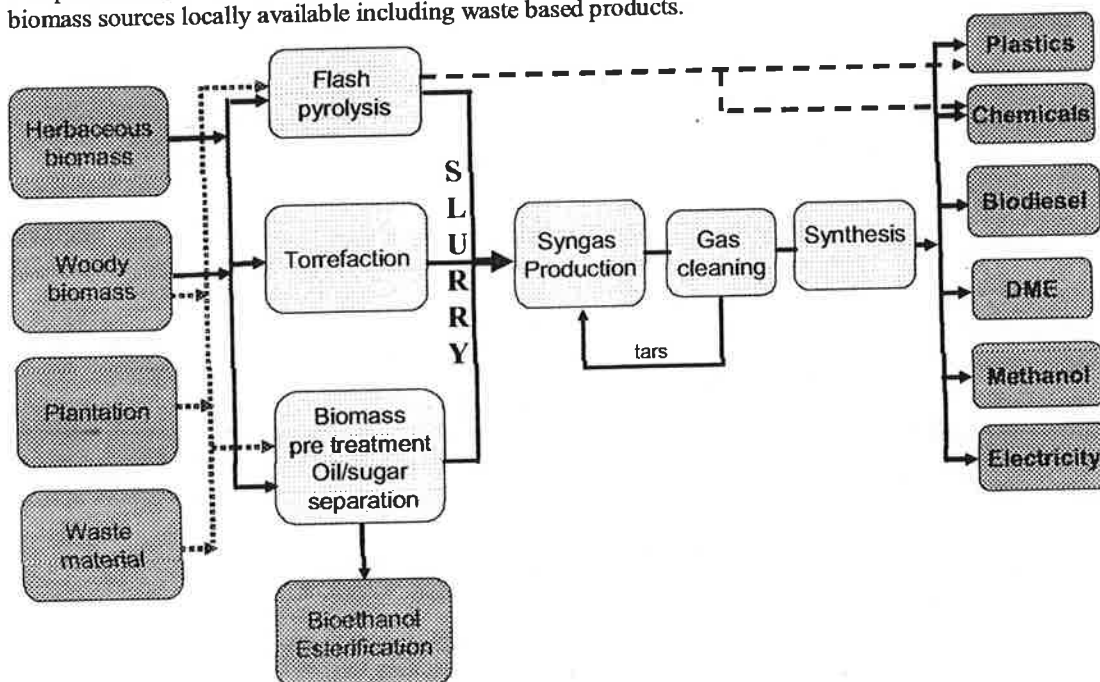 biomass sources locally available including waste based products.
Herbaceous
biomass
Woody
biomass
Plantation
Waste
material
Flash
pyrolysis
Torrefaction
Biomass
pre treatment
Oil/sugar
separation
Bioethanol
Esterification
S
L
U
R
R
Y
Syngas
Production
Gas
cleaning
tars
Synthesis
Plastics
Chemicals
Biodiesel
DME
Methanol
Electricity